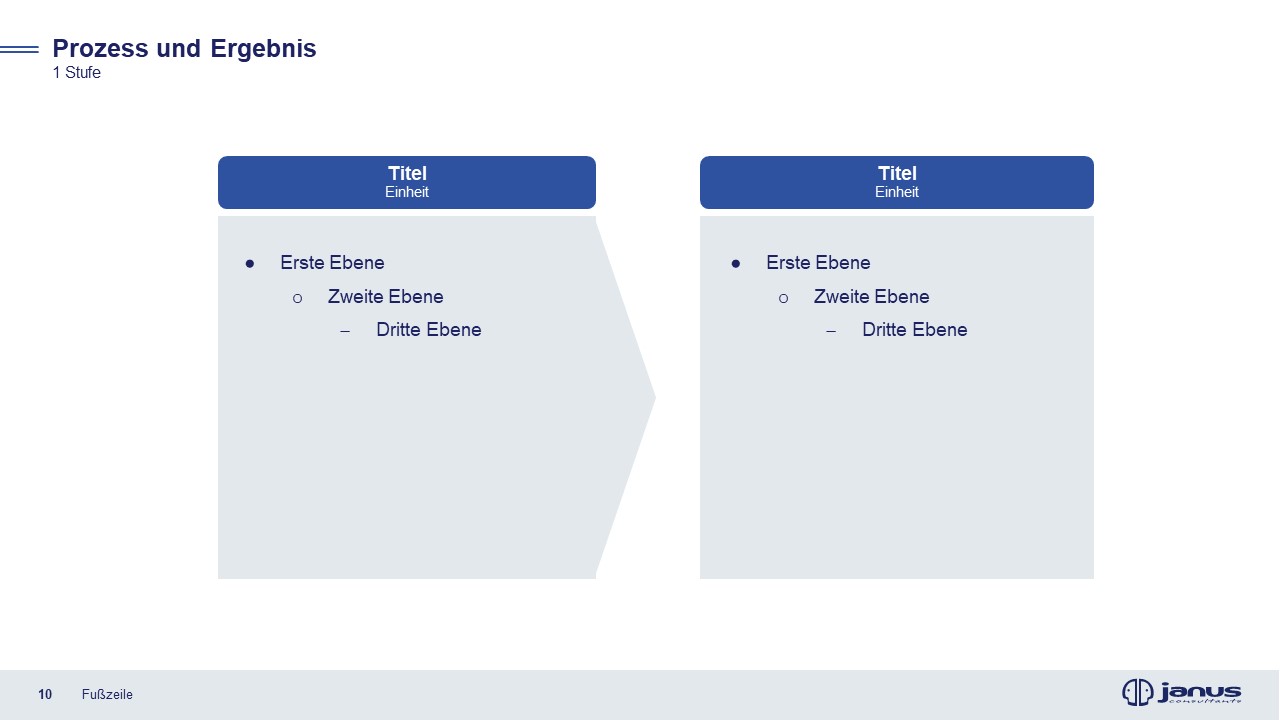 Prozess und Ergebnis
1 Stufe
Titel
Einheit
● Erste Ebene
o Zweite Ebene
– Dritte Ebene
Titel
Einheit
● Erste Ebene
o Zweite Ebene
– Dritte Ebene
10 Fußzeile
janus
consultants